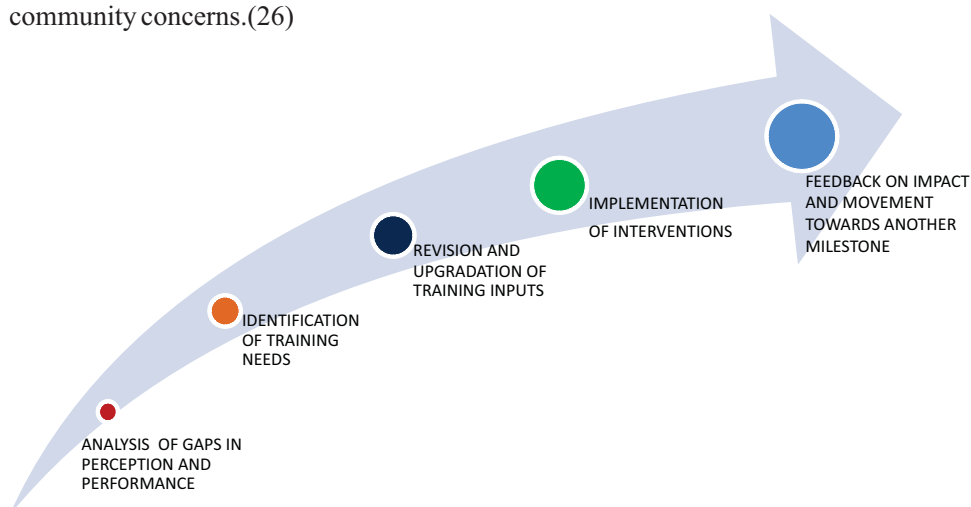 community concerns.(26)
FEEDBACK ON IMPACT
AND MOVEMENT
TOWARDS ANOTHER
MILESTONE
IMPLEMENTATION
OF INTERVENTIONS
REVISION AND
UPGRADATION OF
TRAINING INPUTS
IDENTIFICATION
OF TRAINING
NEEDS
ANALYSIS OF GAPS IN
PERCEPTION AND
PERFORMANCE